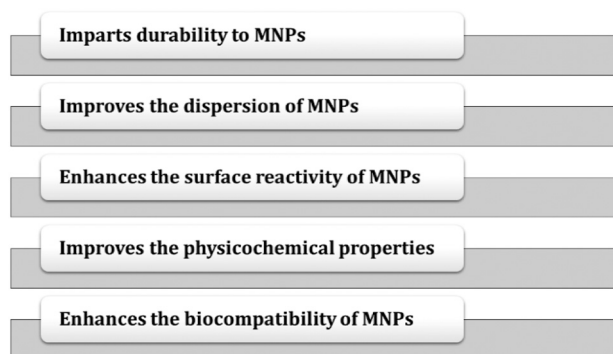 Imparts durability to MNPs
Improves the dispersion of MNPs
Enhances the surface reactivity of MNPs
Improves the physicochemical properties
Enhances the biocompatibility of MNPs